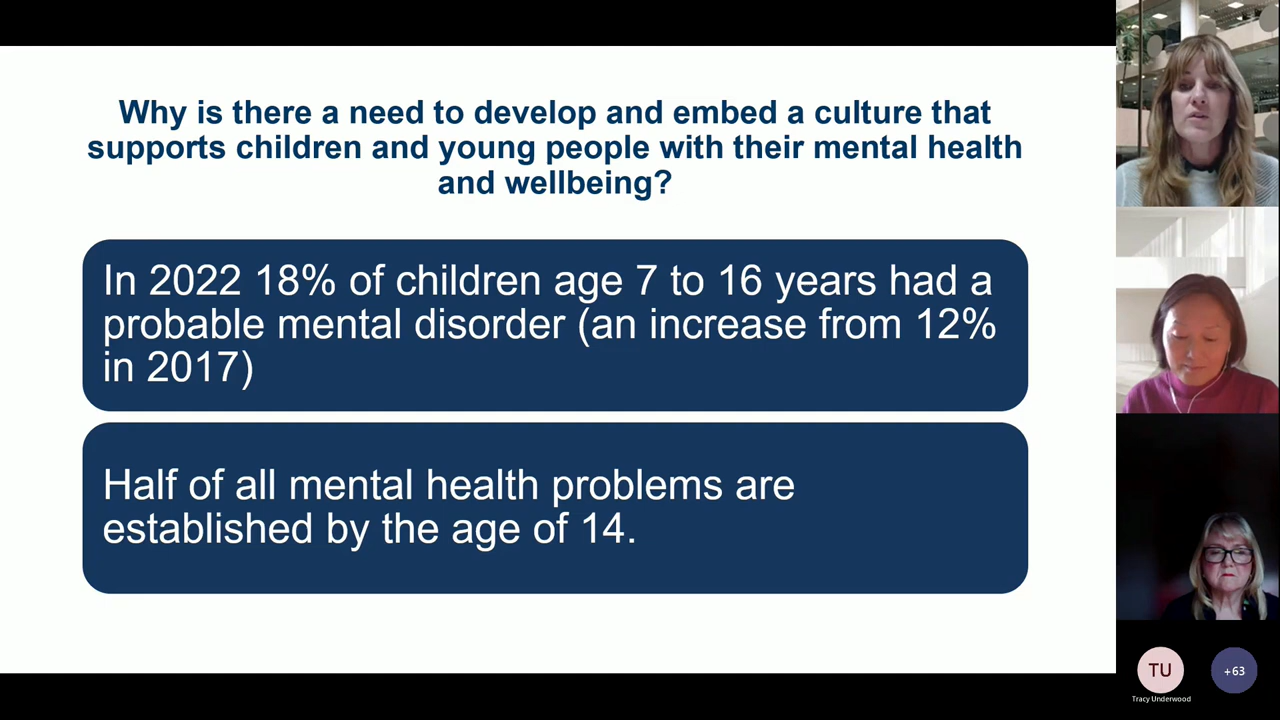 Why is there a need to develop and embed a culture that
supports children and young people with their mental health
and wellbeing?
In 2022 18% of children age 7 to 16 years had a
probable mental disorder (an increase from 12%
in 2017)
Half of all mental health problems are
established by the age of 14.
TU
+63
Tracy Underwood